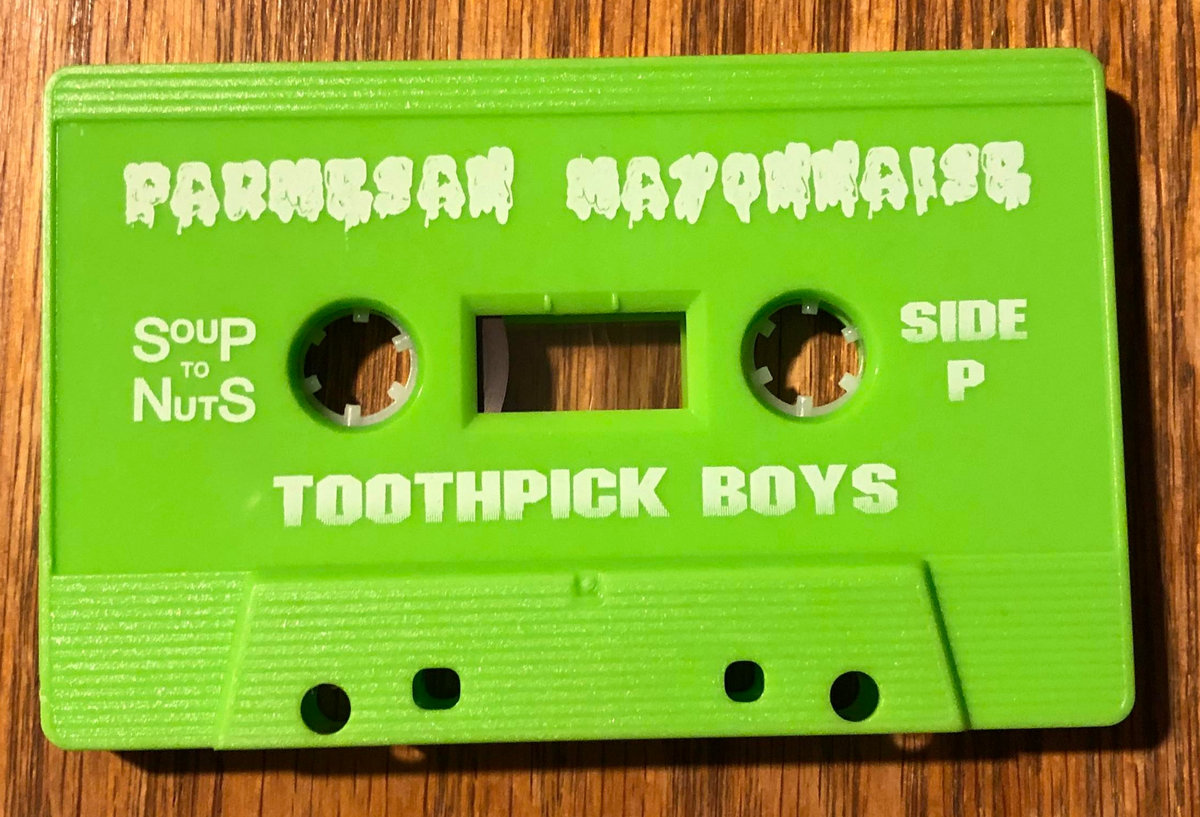 PARMESAN MAYONNAISE
SOUP
TO
NUTS
SIDE
P
TOOTHPICK BOYS